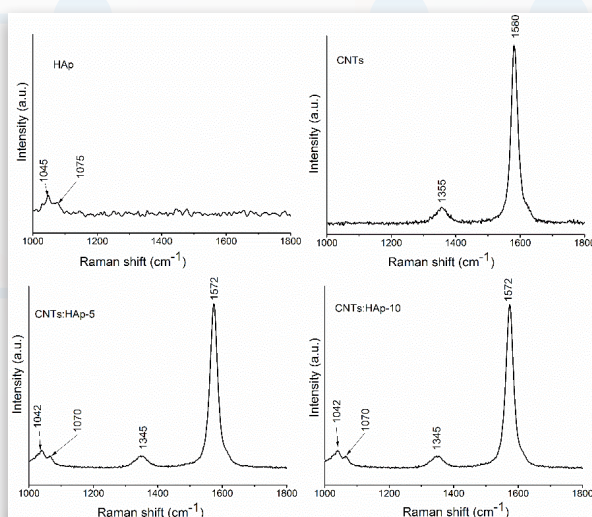 HAp
1045
1075
Intensity (a.u.)
1000 1200 1400 1600 1800
Raman shift (cm⁻¹)
CNTs
1580
1355
Intensity (a.u.)
1000 1200 1400 1600 1800
Raman shift (cm⁻¹)
CNTs:HAp-5
1572
1042
1070
1345
Intensity (a.u.)
1000 1200 1400 1600 1800
Raman shift (cm⁻¹)
CNTs:HAp-10
1572
1042
1070
1345
Intensity (a.u.)
1000 1200 1400 1600 1800
Raman shift (cm⁻¹)